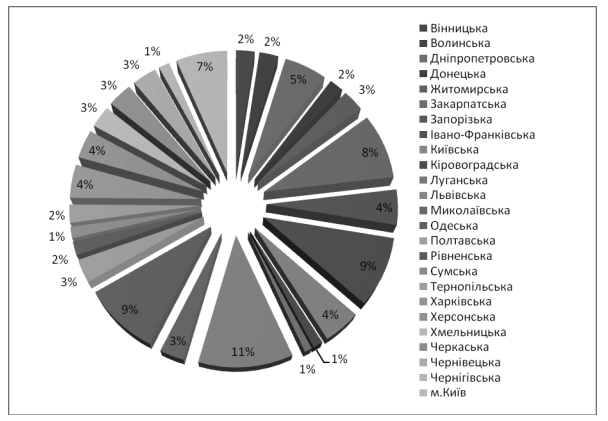 2%
2%
5%
2%
3%
8%
4%
9%
4%
1%
1%
11%
3%
9%
3%
2%
1%
2%
4%
4%
3%
3%
3%
1%
7%
Вінницька
Волинська
Дніпропетровська
Донецька
Житомирська
Закарпатська
Запорізька
Івано-Франківська
Київська
Кіровоградська
Луганська
Львівська
Миколаївська
Одеська
Полтавська
Рівненська
Сумська
Тернопільська
Харківська
Херсонська
Хмельницька
Черкаська
Чернівецька
Чернігівська
м.Київ